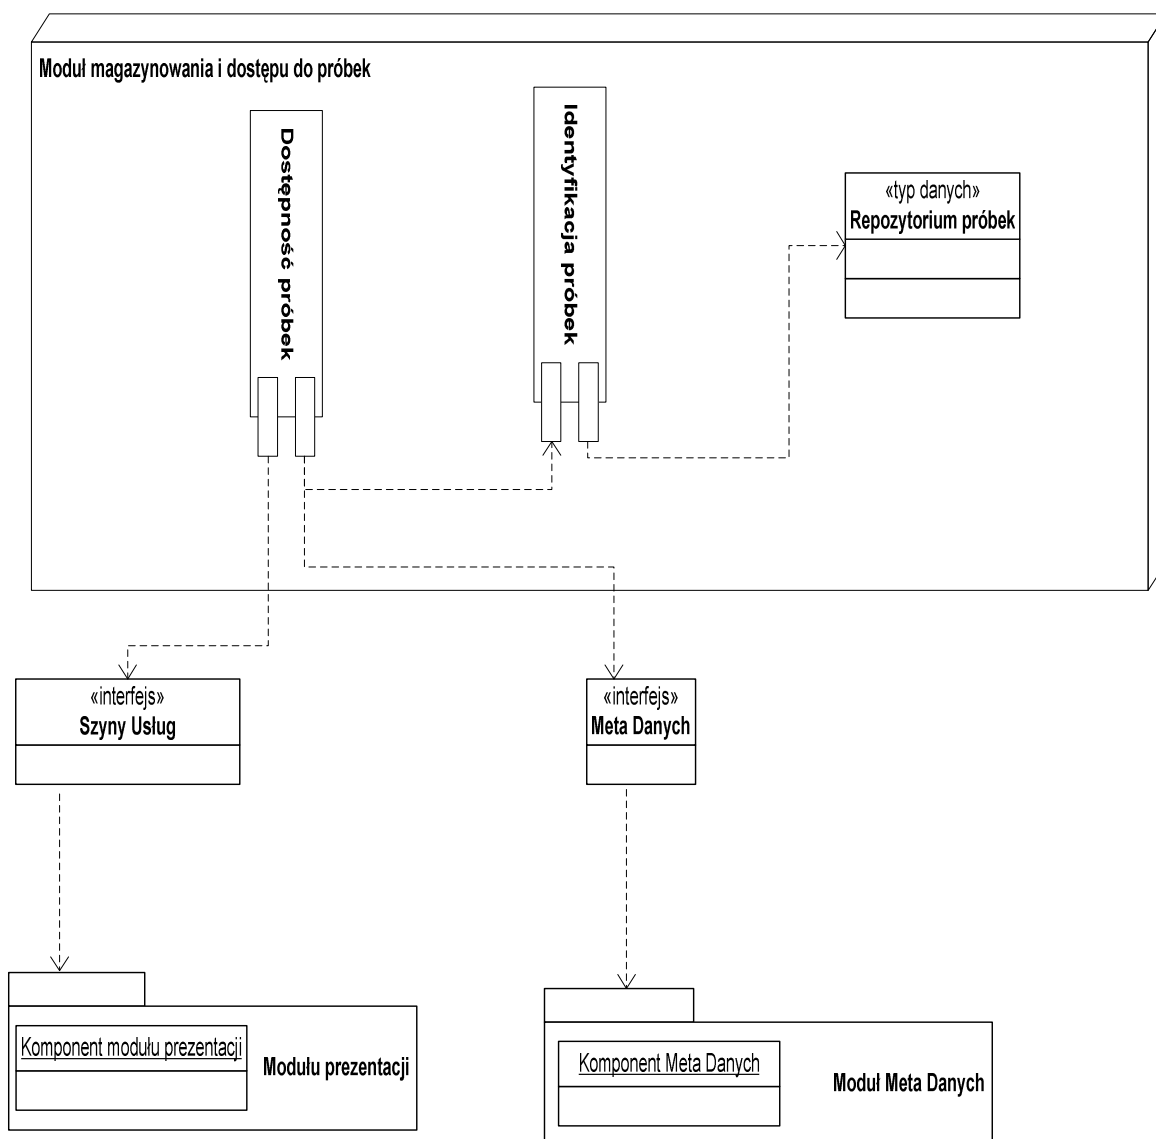 Moduł magazynowania i dostępu do próbek
Dostępność próbek
Identyfikacja próbek
«typ danych»
Repozytorium próbek
«interfejs»
Szyny Usług
«interfejs»
Meta Danych
Komponent modułu prezentacji
Modułu prezentacji
Komponent Meta Danych
Moduł Meta Danych